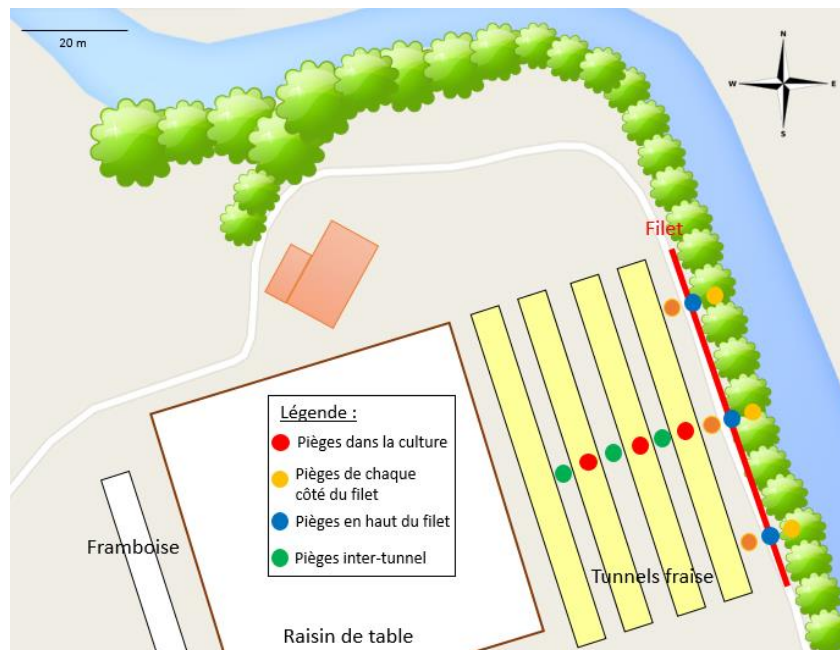 20 m
N
W
E
S
Filet
Légende :
Pièges dans la culture
Pièges de chaque
côté du filet
Pièges en haut du filet
Pièges inter-tunnel
Framboise
Tunnels fraise
Raisin de table